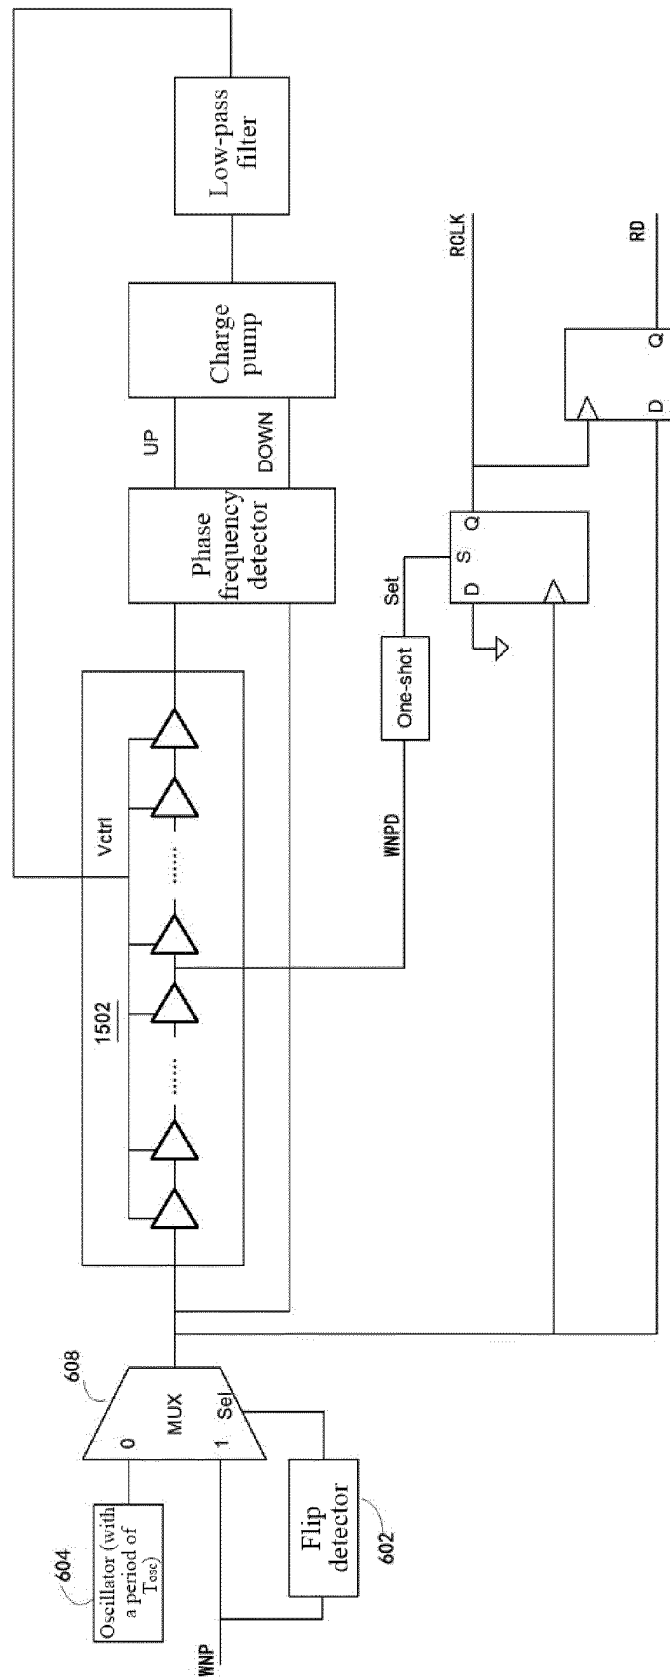 604
Oscillator (with
a period of
Tosc)
WNP
Flip
detector
602
608
0
MUX
1
Sel
1502
......
......
Vctrl
WNPD
One-shot
Set
Phase
frequency
detector
UP
DOWN
Charge
pump
Low-pass
filter
D
S
Q
RCLK
D
Q
RD